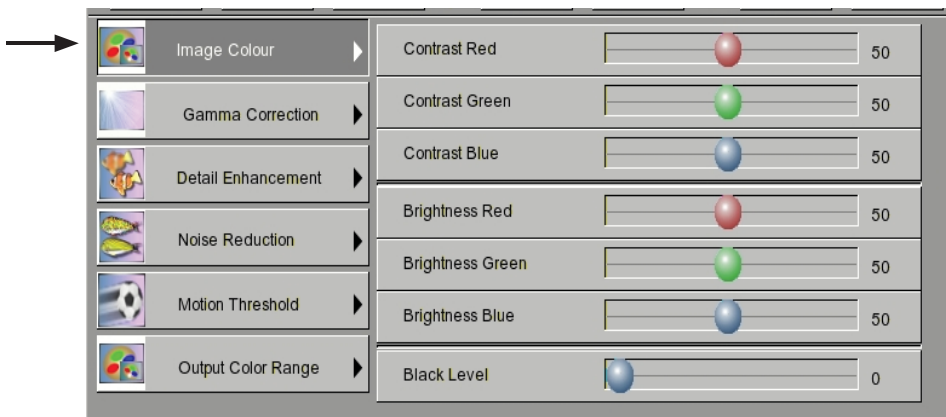 Image Colour
Gamma Correction
Detail Enhancement
Noise Reduction
Motion Threshold
Output Color Range
Contrast Red 50
Contrast Green 50
Contrast Blue 50
Brightness Red 50
Brightness Green 50
Brightness Blue 50
Black Level 0